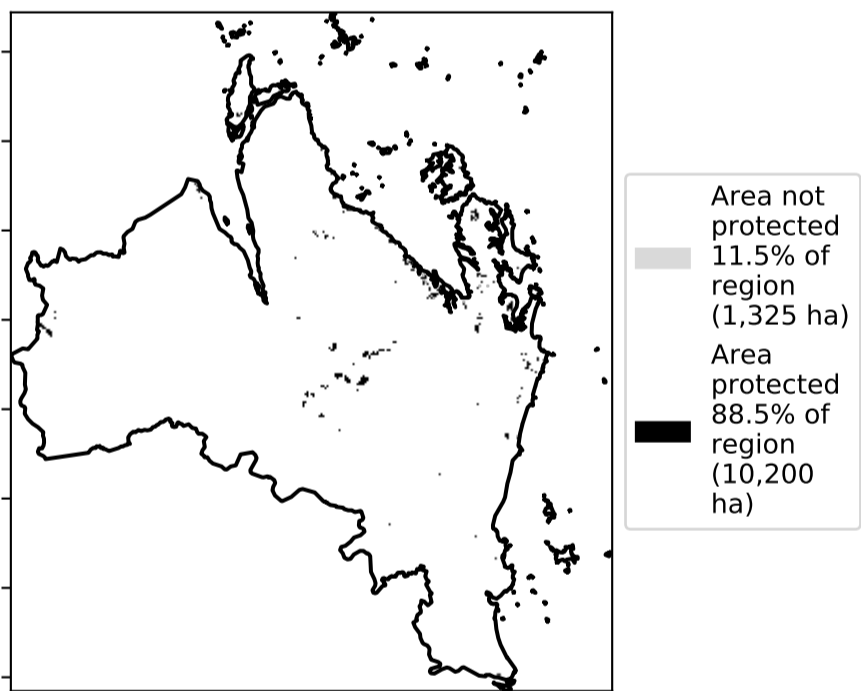 Area not
protected
11.5% of
region
(1,325 ha)
Area
protected
88.5% of
region
(10,200
ha)